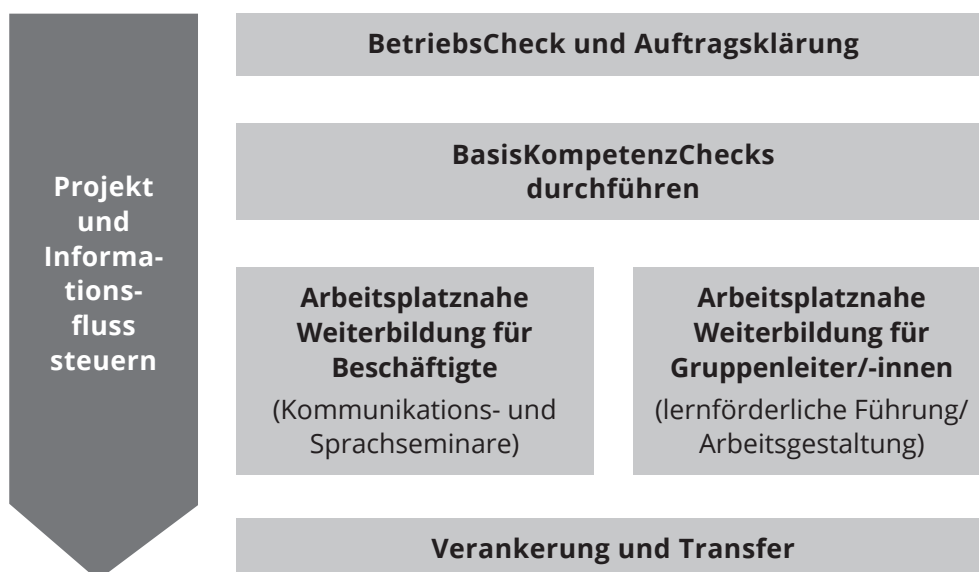 Projekt
und
Informa-
tions-
fluss
steuern
BetriebsCheck und Auftragsklärung
BasisKompetenzChecks
durchführen
Arbeitsplatznahe
Weiterbildung für
Beschäftigte
(Kommunikations- und
Sprachseminare)
Arbeitsplatznahe
Weiterbildung für
Gruppenleiter/-innen
(lernförderliche Führung/
Arbeitsgestaltung)
Verankerung und Transfer